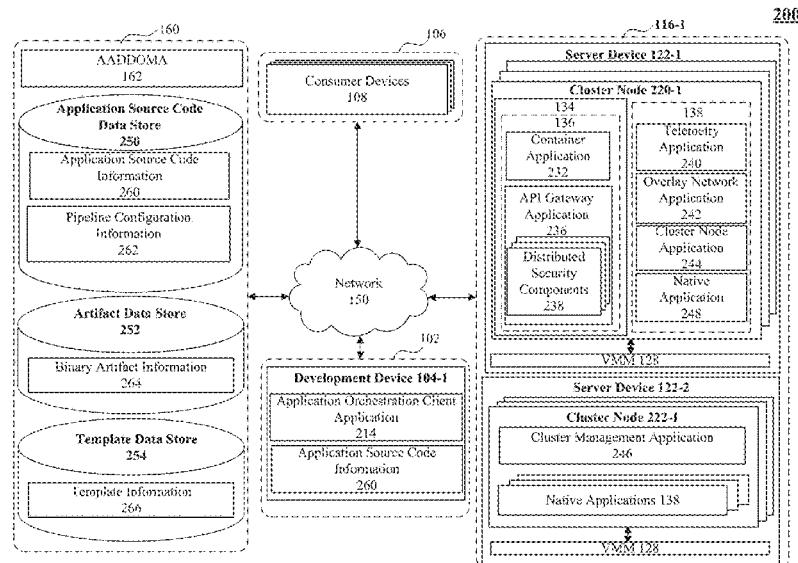 200
160
AADDOMA
162
Application Source Code
Data Store
250
Application Source Code
Information
260
Pipeline Configuration
Information
262
Artifact Data Store
252
Binary Artifact Information
264
Template Data Store
254
Template Information
266
106
Consumer Devices
108
Network
150
102
Development Device 104-1
Application Orchestration Client
Application
214
Application Source Code
Information
260
116-1
Server Device 122-1
Cluster Node 220-1
134
136
Container
Application
232
API Gateway
Application
236
Distributed
Security
Components
238
138
Telemetry
Application
240
Overlay Network
Application
242
Cluster Node
Application
244
Native
Application
248
VMM 128
Server Device 122-2
Cluster Node 222-1
Cluster Management Application
246
Native Applications 138
VMM 128